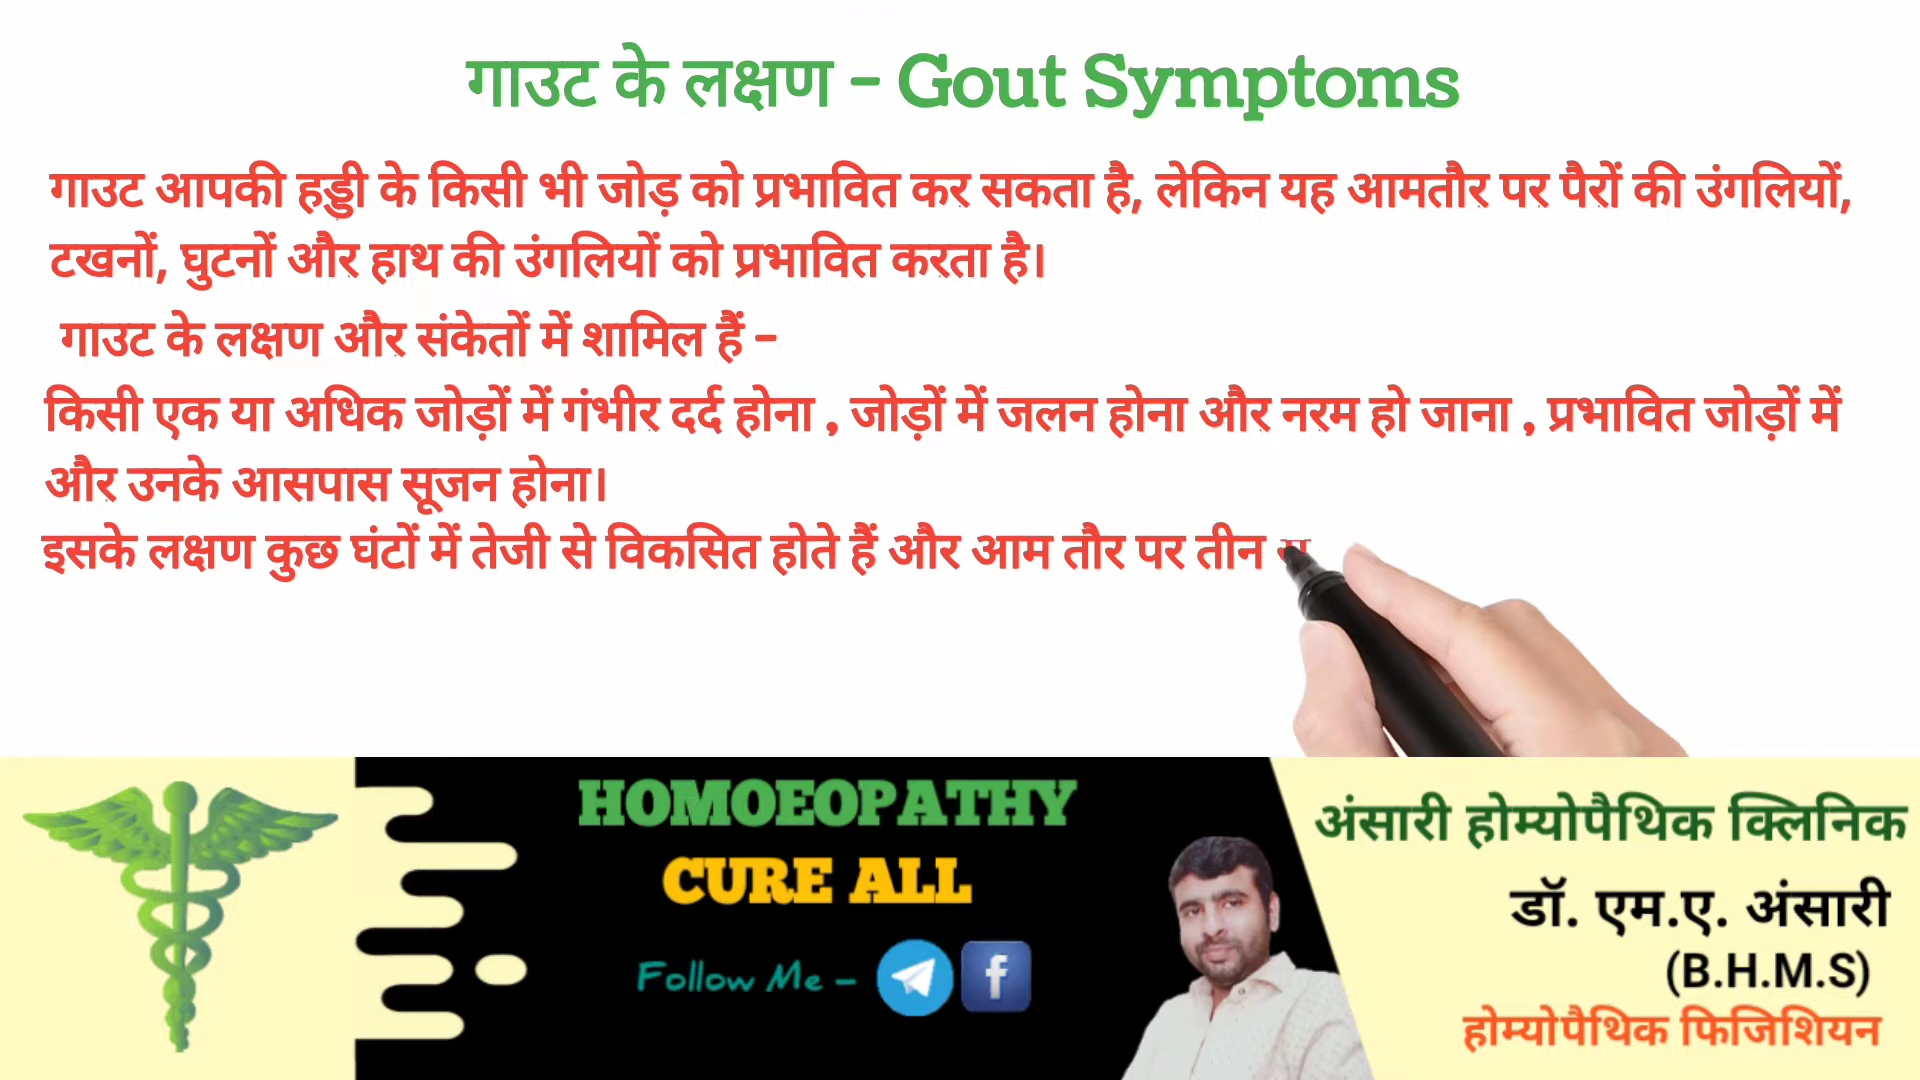 गाउट के लक्षण - Gout Symptoms
गाउट आपकी हड्डी के किसी भी जोड़ को प्रभावित कर सकता है, लेकिन यह आमतौर पर पैरों की उंगलियों,
टखनों, घुटनों और हाथ की उंगलियों को प्रभावित करता है।
गाउट के लक्षण और संकेतों में शामिल हैं -
किसी एक या अधिक जोड़ों में गंभीर दर्द होना , जोड़ों में जलन होना और नरम हो जाना , प्रभावित जोड़ों में
और उनके आसपास सूजन होना।
इसके लक्षण कुछ घंटों में तेजी से विकसित होते हैं और आम तौर पर तीन
HOMOEOPATHY
CURE ALL
Follow Me -
अंसारी होम्योपैथिक क्लिनिक
डॉ. एम.ए. अंसारी
(B.H.M.S)
होम्योपैथिक फिजिशियन